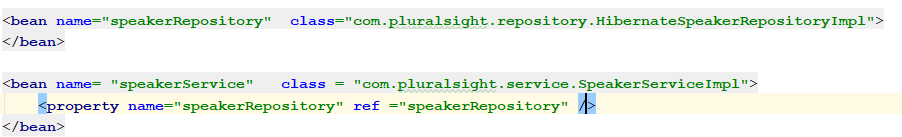 <bean name="speakerRepository"  class="com.pluralsight.repository.HibernateSpeakerRepositoryImpl">
</bean>
<bean name= "speakerService"   class = "com.pluralsight.service.SpeakerServiceImpl">
<property name="speakerRepository" ref ="speakerRepository" />
</bean>